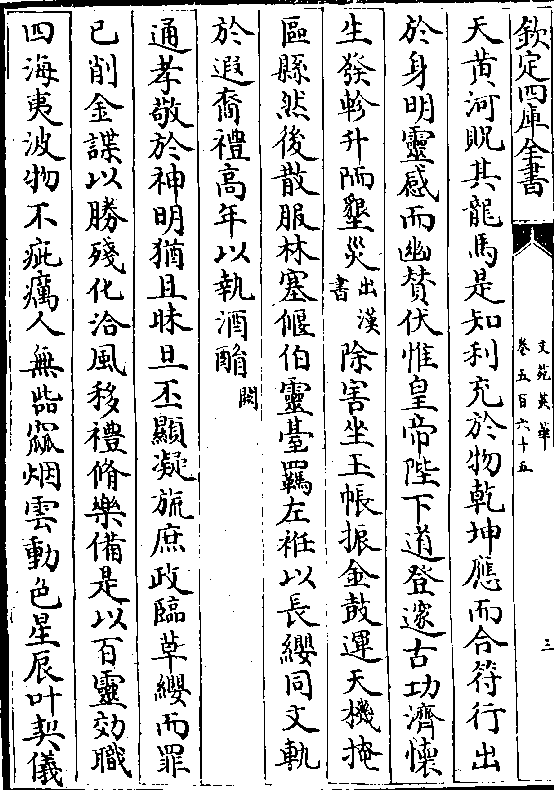 欽定四庫全書
文苑英華
卷五百六十五
三
天黄河貺其龍馬是知利充於物乾坤應而合符行出
於身明靈感而幽賛伏惟皇帝陛下道登邃古功濟懷
生發軫升陑墾災出漢書除害坐玉帳振金鼓運天機掩
區縣然後散服林塞偃伯靈臺羈左袵以長纓同文軌
於遐裔禮高年以執酒酳闕
通孝敬於神明猶且昧旦丕顯凝旒庶政臨草纓而罪
已削金諜以勝殘化洽風移禮脩樂備是以百靈効職
四海夷波物不疵癘人無呰窳烟雲動色星辰叶契儀